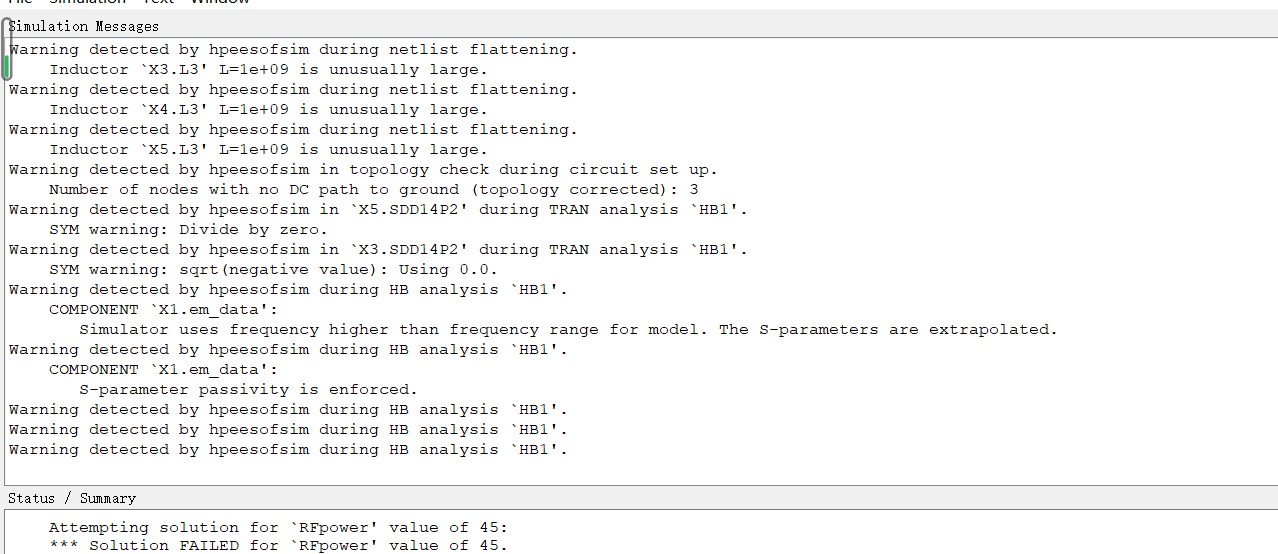 Simulation Messages
Warning detected by hpeesofsim during netlist flattening.
Inductor `X3.L3' L=1e+09 is unusually large.
Warning detected by hpeesofsim during netlist flattening.
Inductor `X4.L3' L=1e+09 is unusually large.
Warning detected by hpeesofsim during netlist flattening.
Inductor `X5.L3' L=1e+09 is unusually large.
Warning detected by hpeesofsim in topology check during circuit set up.
Number of nodes with no DC path to ground (topology corrected): 3
Warning detected by hpeesofsim in `X5.SDD14P2' during TRAN analysis `HB1'.
SYM warning: Divide by zero.
Warning detected by hpeesofsim in `X3.SDD14P2' during TRAN analysis `HB1'.
SYM warning: sqrt(negative value): Using 0.0.
Warning detected by hpeesofsim during HB analysis `HB1'.
COMPONENT `X1.em_data':
Simulator uses frequency higher than frequency range for model. The S-parameters are extrapolated.
Warning detected by hpeesofsim during HB analysis `HB1'.
COMPONENT `X1.em_data':
S-parameter passivity is enforced.
Warning detected by hpeesofsim during HB analysis `HB1'.
Warning detected by hpeesofsim during HB analysis `HB1'.
Warning detected by hpeesofsim during HB analysis `HB1'.
Status / Summary
Attempting solution for `RFpower' value of 45:
*** Solution FAILED for `RFpower' value of 45.